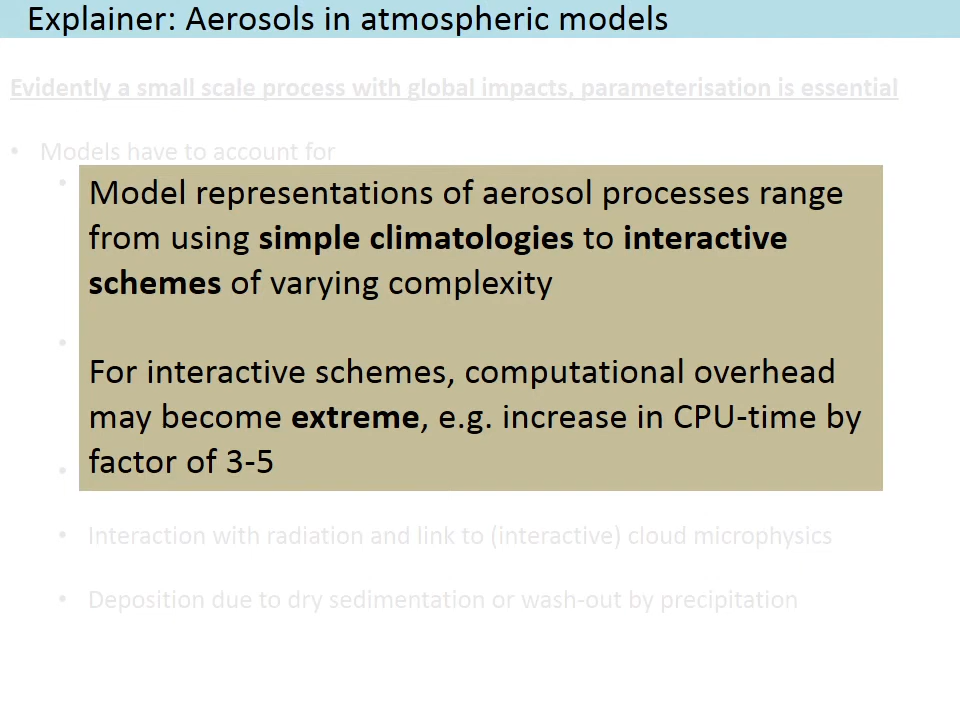 Explainer: Aerosols in atmospheric models
Evidently a small scale process with global impacts, parameterisation is essential
• Models have to account for
•
Model representations of aerosol processes range
from using simple climatologies to interactive
schemes of varying complexity
•
For interactive schemes, computational overhead
may become extreme, e.g. increase in CPU-time by
factor of 3-5
•
• Interaction with radiation and link to (interactive) cloud microphysics
• Deposition due to dry sedimentation or wash-out by precipitation